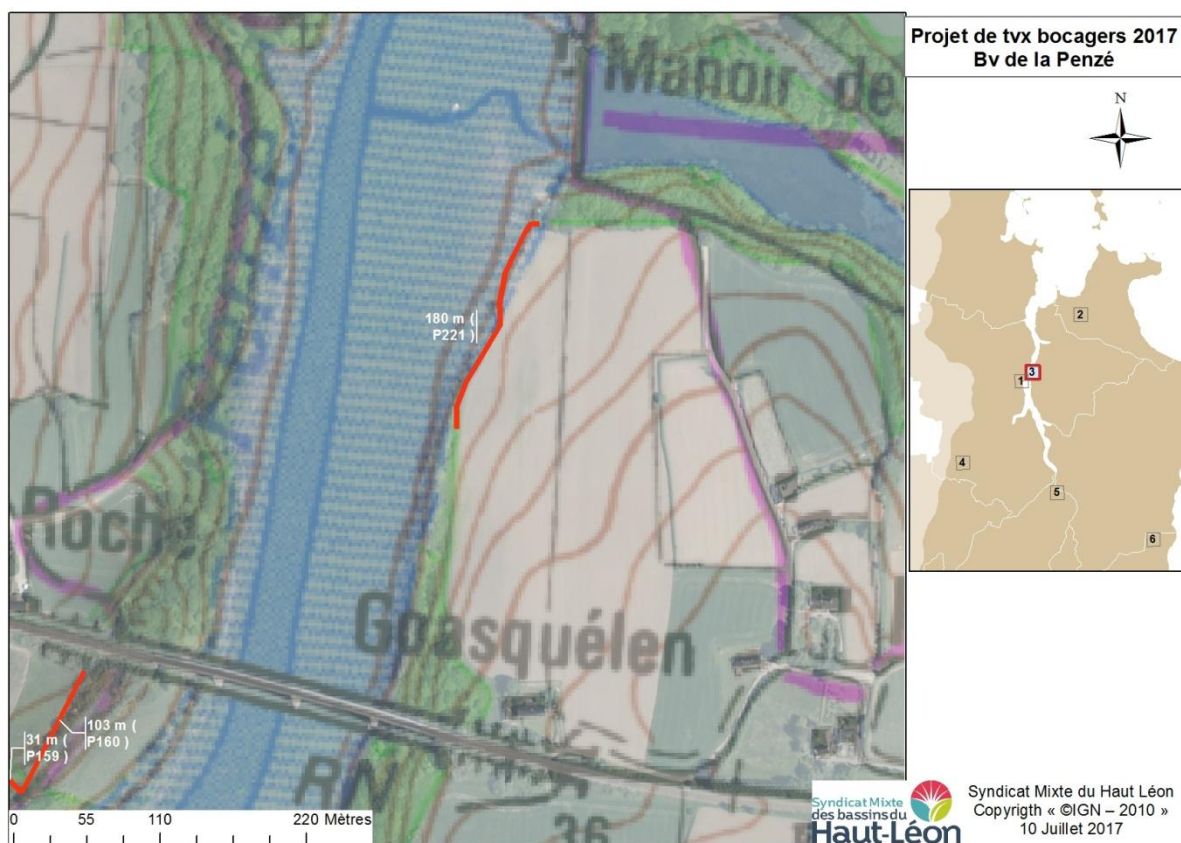 Projet de tvx bocagers 2017
Bv de la Penzé
N
Manoir de
180 m (
P221 )
Roch
Goasquélen
103 m (
P160 )
31 m (
P159 )
RN
36
0 55 110 220 Mètres
2
3
1
4
5
6
Syndicat Mixte
des bassins du
Haut-Léon
Syndicat Mixte du Haut Léon
Copyrigth « ©IGN – 2010 »
10 Juillet 2017